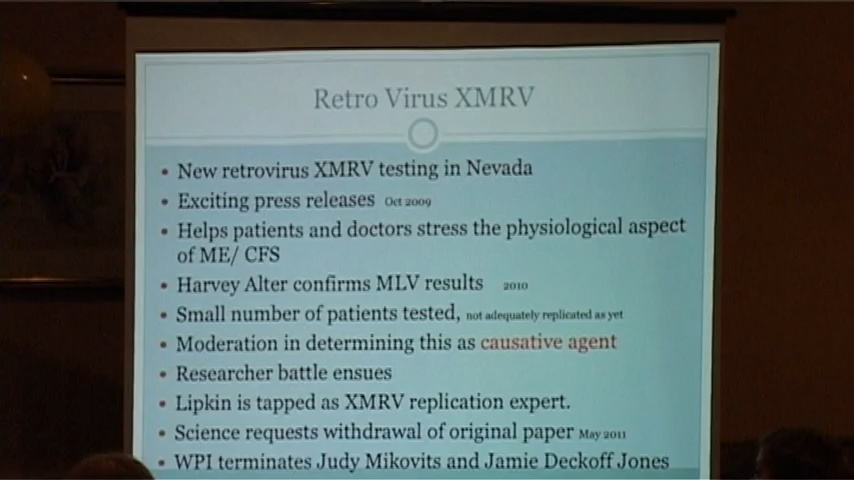 Retro Virus XMRV
• New retrovirus XMRV testing in Nevada
• Exciting press releases Oct 2009
• Helps patients and doctors stress the physiological aspect
of ME/ CFS
• Harvey Alter confirms MLV results 2010
• Small number of patients tested, not adequately replicated as yet
• Moderation in determining this as causative agent
• Researcher battle ensues
• Lipkin is tapped as XMRV replication expert.
• Science requests withdrawal of original paper May 2011
• WPI terminates Judy Mikovits and Jamie Deckoff Jones